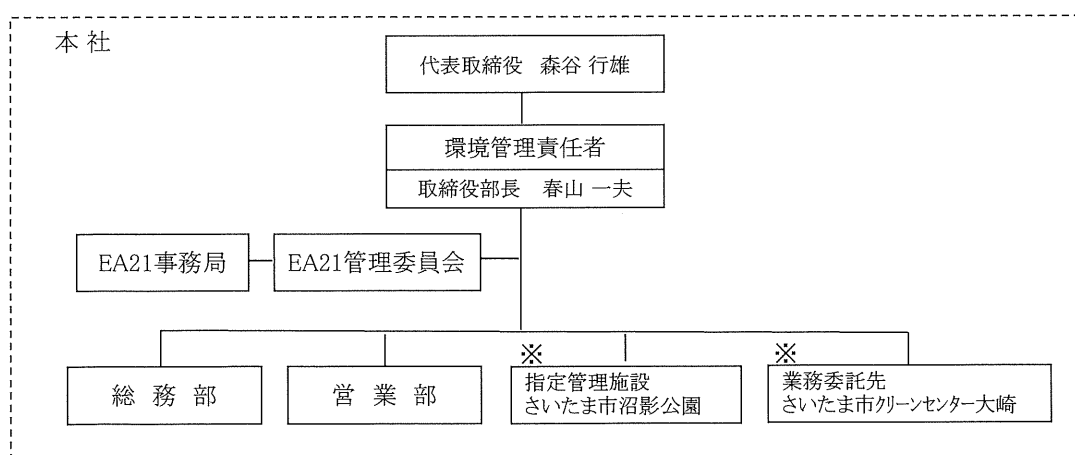 本社
代表取締役 森谷 行雄
環境管理責任者
取締役部長 春山 一夫
EA21事務局
EA21管理委員会
総務部
営業部
※
指定管理施設
さいたま市沼影公園
※
業務委託先
さいたま市クリーンセンター大崎